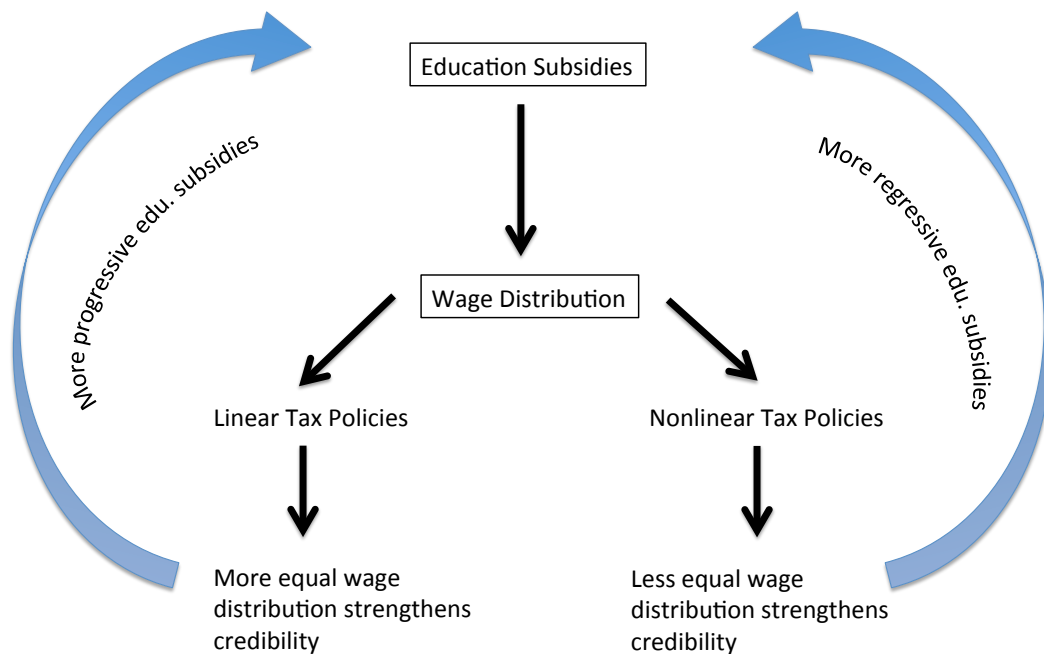 Education Subsidies
More progressive edu. subsidies
More regressive edu. subsidies
Wage Distribution
Linear Tax Policies
Nonlinear Tax Policies
More equal wage
distribution strengthens
credibility
Less equal wage
distribution strengthens
credibility